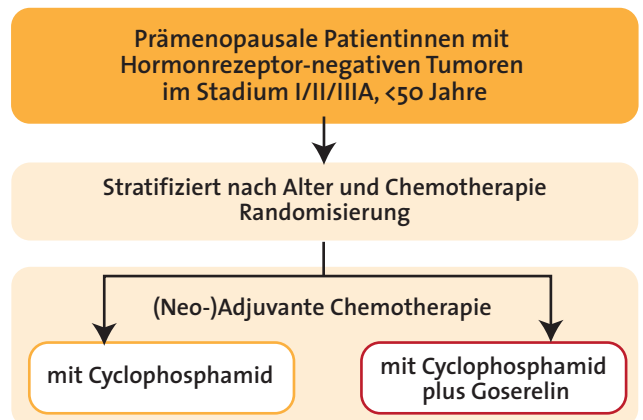 Prämenopausale Patientinnen mit
Hormonrezeptor-negativen Tumoren
im Stadium I/II/IIIA, <50 Jahre
Stratifiziert nach Alter und Chemotherapie
Randomisierung
(Neo-)Adjuvante Chemotherapie
mit Cyclophosphamid
mit Cyclophosphamid
plus Goserelin